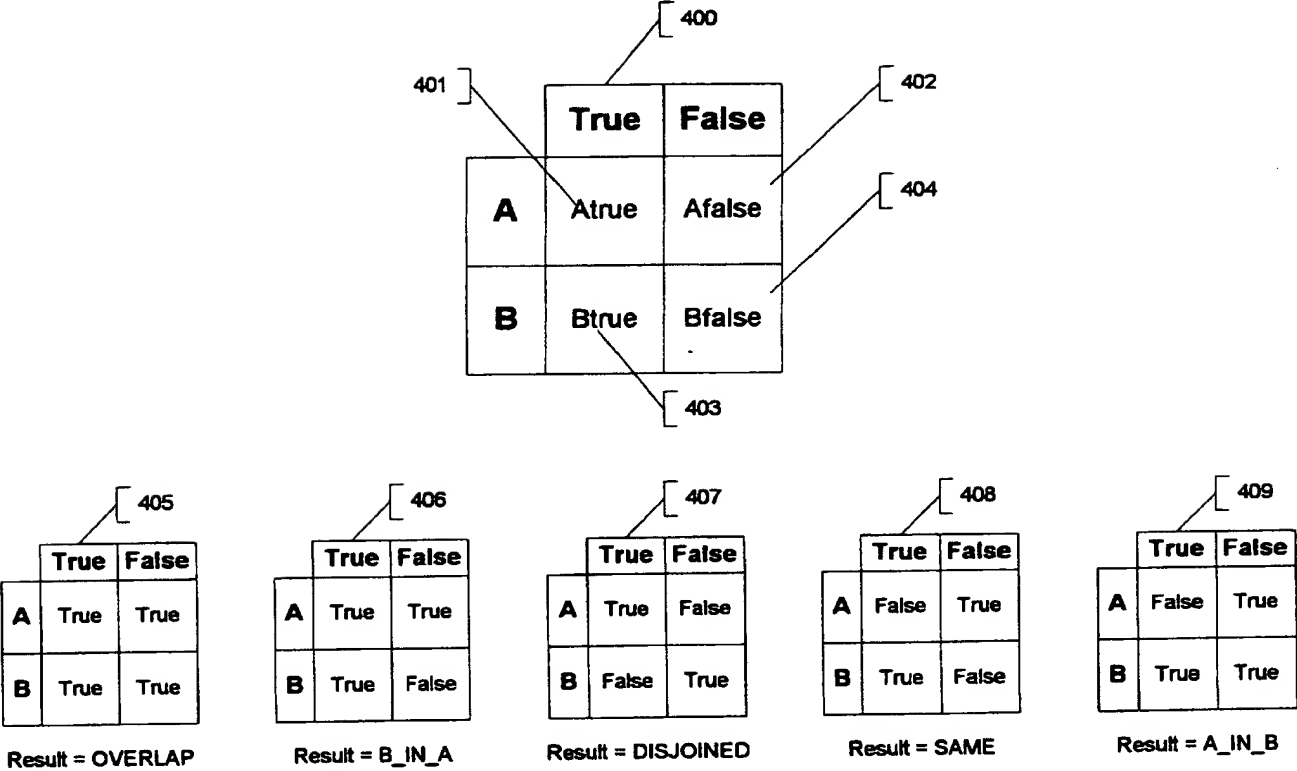 400
401
402
True False
A Atrue Afalse
404
B Btrue Bfalse
403
405
406
407
408
409
True False
A True True
B True True
Result = OVERLAP
True False
A True True
B True False
Result = B_IN_A
True False
A True False
B False True
Result = DISJOINED
True False
A False True
B True False
Result = SAME
True False
A False True
B True True
Result = A_IN_B